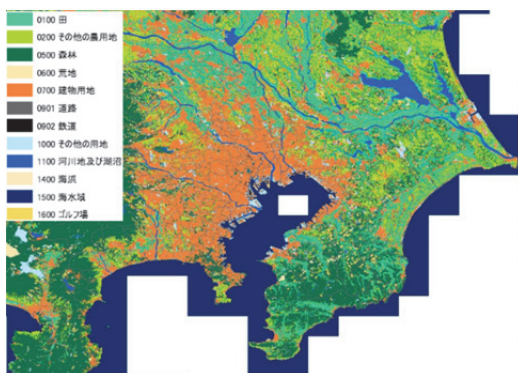 0100 田
0200 その他の農用地
0500 森林
0600 荒地
0700 建物用地
0901 道路
0902 鉄道
1000 その他の用地
1100 河川地及び湖沼
1400 海浜
1500 海水域
1600 ゴルフ場